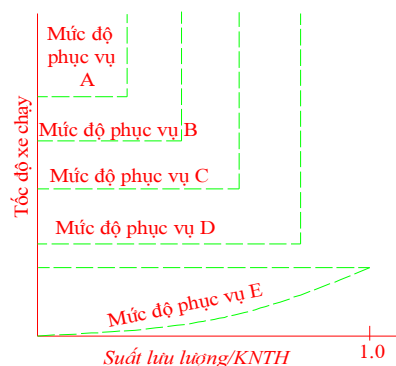 Mức độ
phục vụ
A
Mức độ phục vụ B
Mức độ phục vụ C
Mức độ phục vụ D
Mức độ phục vụ E
Tốc độ xe chạy
1.0
Suất lưu lượng/KNTH